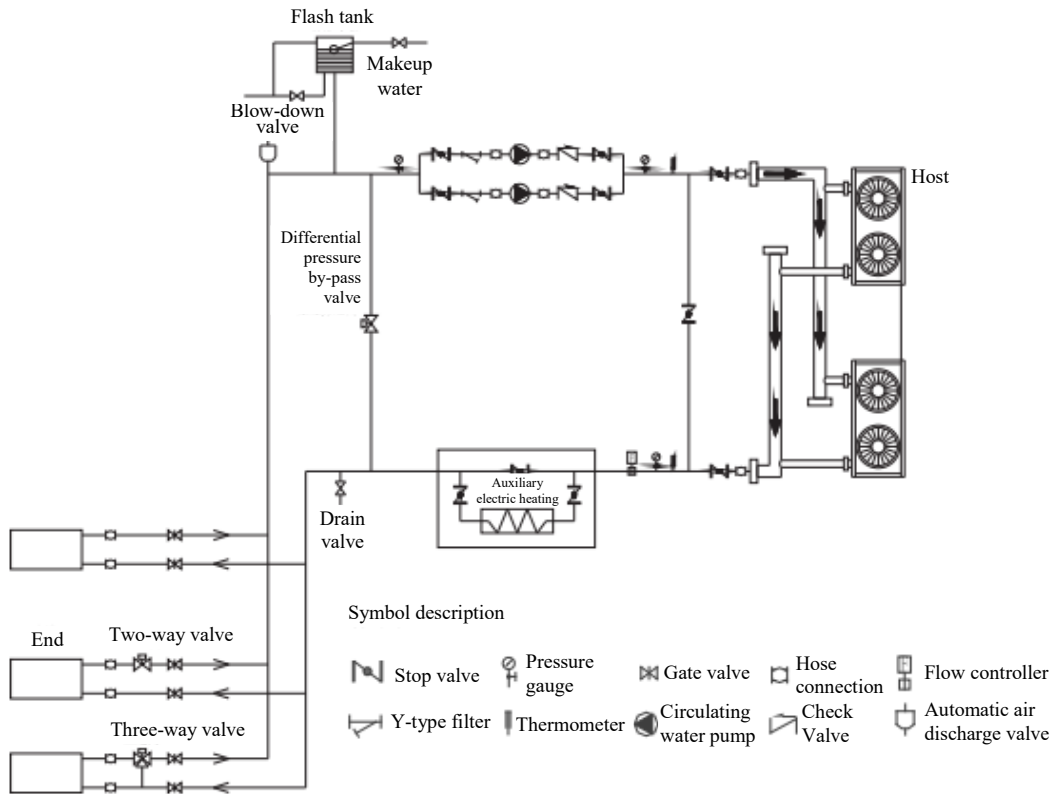 Flash tank
Makeup
water
Blow-down
valve
Host
Differential
pressure
by-pass
valve
Auxiliary
electric heating
Drain
valve
End
Two-way valve
Three-way valve
Symbol description
Stop valve
Pressure
gauge
Gate valve
Hose
connection
Flow controller
Y-type filter
Thermometer
Circulating
water pump
Check
Valve
Automatic air
discharge valve